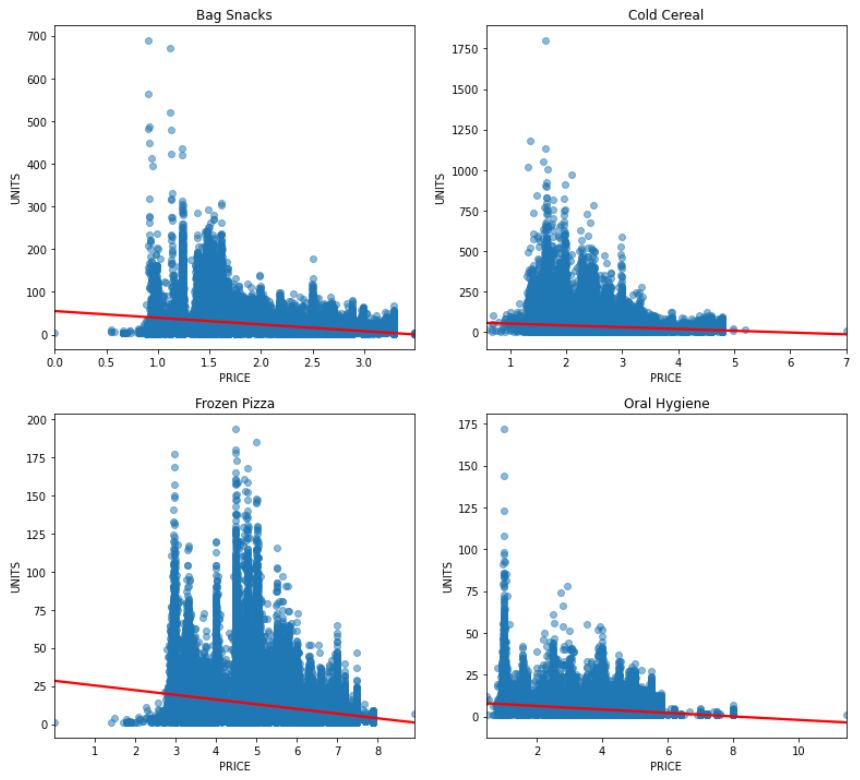 Bag Snacks
700
600
500
400
300
200
100
0
UNITS
0.0 0.5 1.0 1.5 2.0 2.5 3.0
PRICE
Cold Cereal
1750
1500
1250
1000
750
500
250
0
UNITS
1 2 3 4 5 6 7
PRICE
Frozen Pizza
200
175
150
125
100
75
50
25
0
UNITS
1 2 3 4 5 6 7 8
PRICE
Oral Hygiene
175
150
125
100
75
50
25
0
UNITS
2 4 6 8 10
PRICE